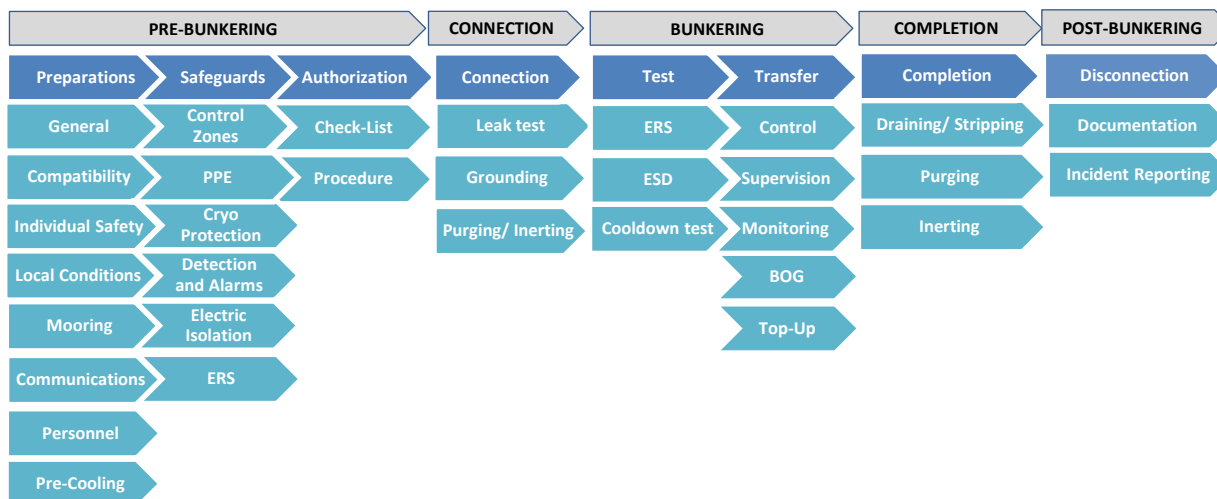 PRE-BUNKERING
CONNECTION
BUNKERING
COMPLETION
POST-BUNKERING
Preparations
Safeguards
Authorization
Connection
Test
Transfer
Completion
Disconnection
General
Control
Zones
Check-List
Leak test
ERS
Control
Draining/ Stripping
Documentation
Compatibility
PPE
Procedure
Grounding
ESD
Supervision
Purging
Incident Reporting
Individual Safety
Cryo
Protection
Purging/ Inerting
Cooldown test
Monitoring
Inerting
Local Conditions
Detection
and Alarms
BOG
Mooring
Electric
Isolation
Top-Up
Communications
ERS
Personnel
Pre-Cooling